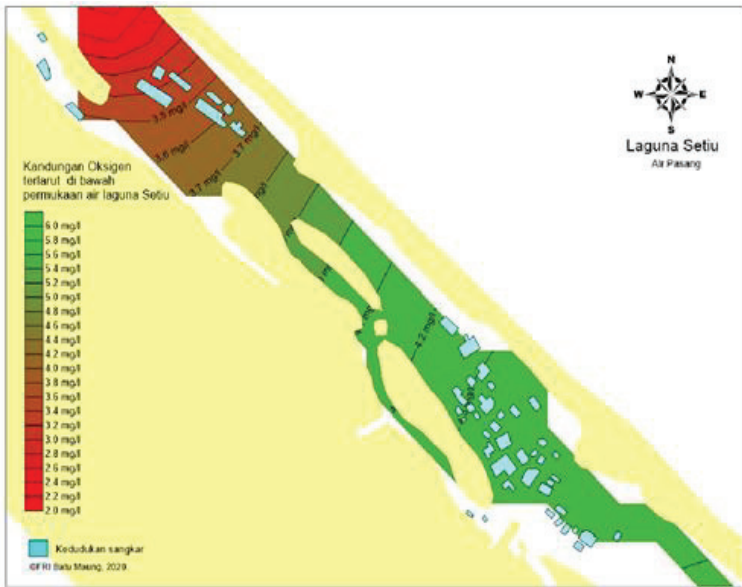 N
W E
S
Laguna Setiu
Air Pasang
3.5 mg/l
3.6 mg/l
3.7 mg/l
3.7 mg/l
mg/l
4.2 mg/l
Kandungan Oksigen
terlarut di bawah
permukaan air laguna Setiu
6.0 mg/l
5.8 mg/l
5.6 mg/l
5.4 mg/l
5.2 mg/l
5.0 mg/l
4.8 mg/l
4.6 mg/l
4.4 mg/l
4.2 mg/l
4.0 mg/l
3.8 mg/l
3.6 mg/l
3.4 mg/l
3.2 mg/l
3.0 mg/l
2.8 mg/l
2.6 mg/l
2.4 mg/l
2.2 mg/l
2.0 mg/l
Kedudukan sangkar
©FRI Batu Maung, 2020